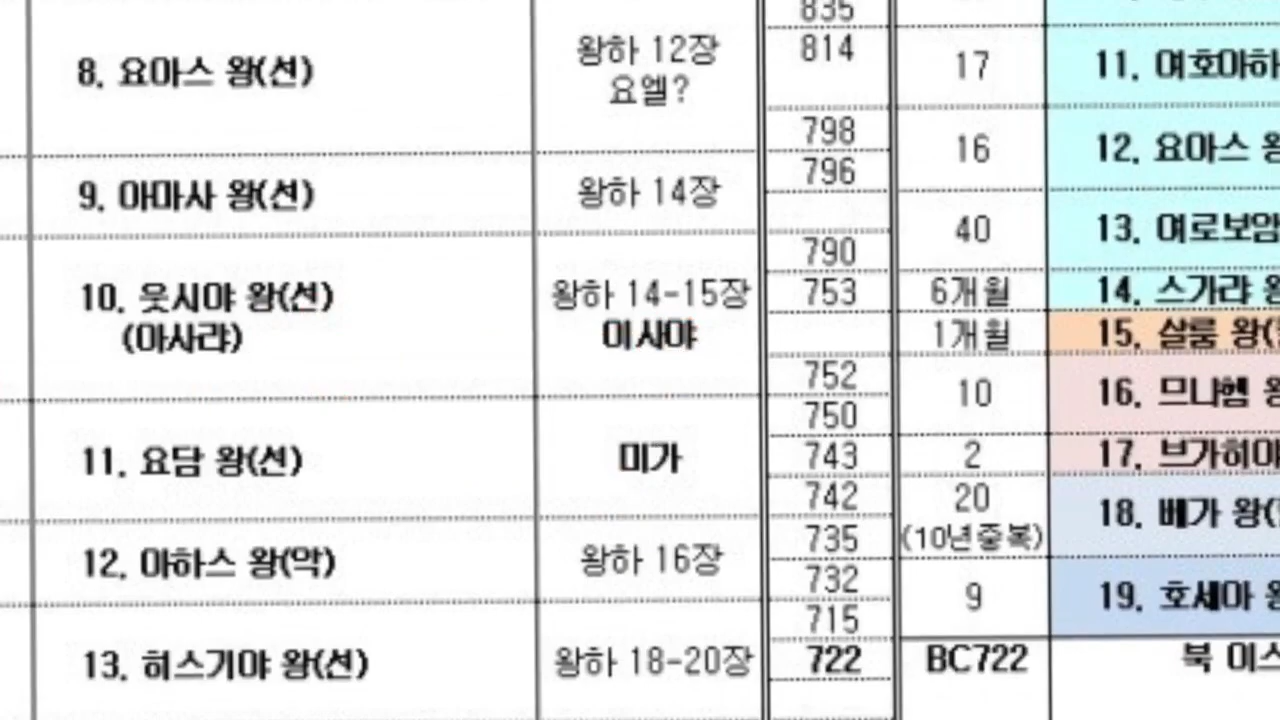 835
8. 요아스 왕(선)
왕하 12장
요엘?
814
17
11. 여호아하
798
16
12. 요아스
796
9. 아마사 왕(선)
왕하 14장
40
13. 여로보암
790
10. 웃시야 왕(선)
(아사랴)
왕하 14-15장
이사야
753
6개월
14. 스가랴
1개월
15. 살룸 왕(
752
10
16. 므나헴
750
11. 요담 왕(선)
미가
743
2
17. 브가히야
742
20
(10년중복)
18. 베가 왕(
735
12. 아하스 왕(악)
왕하 16장
732
9
19. 호세아
715
13. 히스기야 왕(선)
왕하 18-20장
722
BC722
북 이스